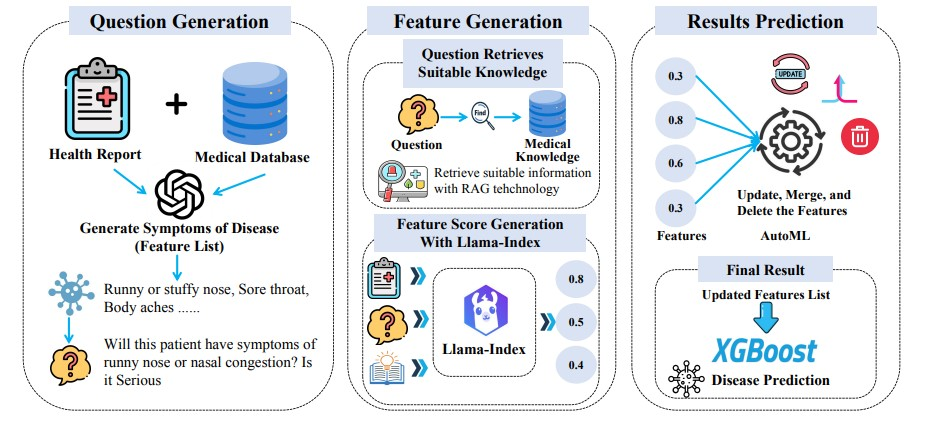 Question Generation
Health Report
Medical Database
Generate Symptoms of Disease
(Feature List)
Runny or stuffy nose, Sore throat,
Body aches ......
Will this patient have symptoms of
runny nose or nasal congestion? Is
it Serious
Feature Generation
Question Retrieves
Suitable Knowledge
Find
Question
Medical
Knowledge
Retrieve suitable information
with RAG tehchnology
Feature Score Generation
With Llama-Index
Llama-Index
0.8
0.5
0.4
Results Prediction
0.3
0.8
0.6
0.3
Features
UPDATE
Update, Merge, and
Delete the Features
AutoML
Final Result
Updated Features List
XGBoost
Disease Prediction